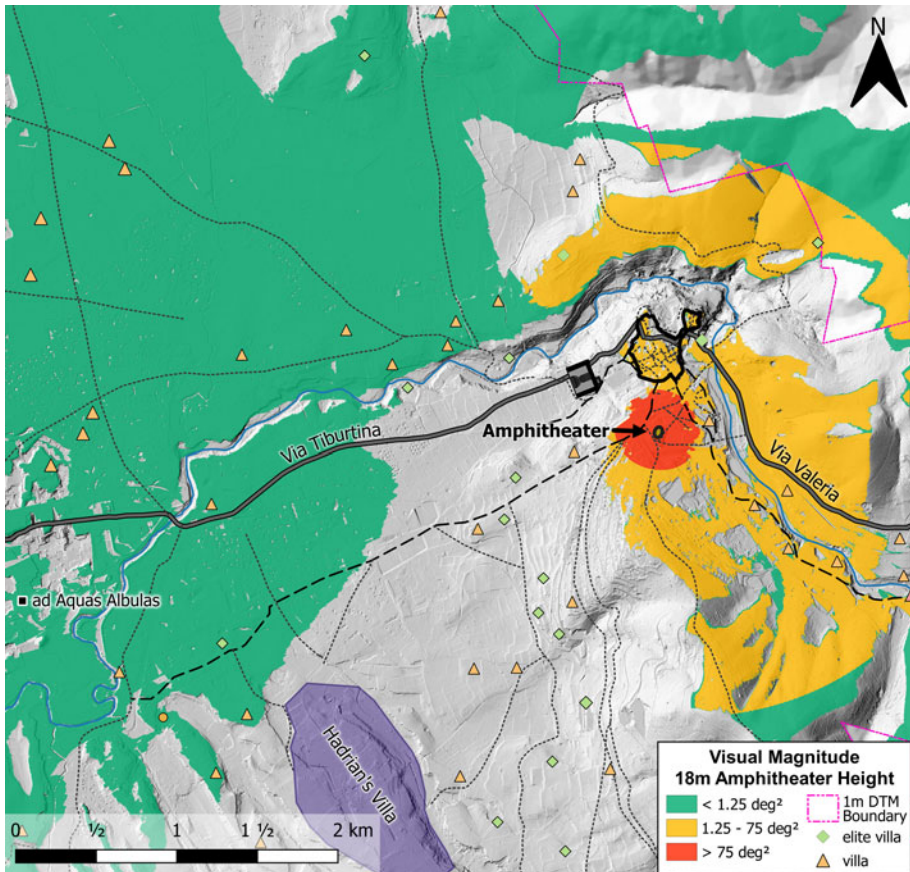 N
Via Tiburtina
Amphitheater
Via Valeria
ad Aquas Albulas
Hadrian's Villa
0 ½ 1 1 ½ 2 km
Visual Magnitude
18m Amphitheater Height
< 1.25 deg²
1.25 - 75 deg²
> 75 deg²
1m DTM
Boundary
elite villa
villa